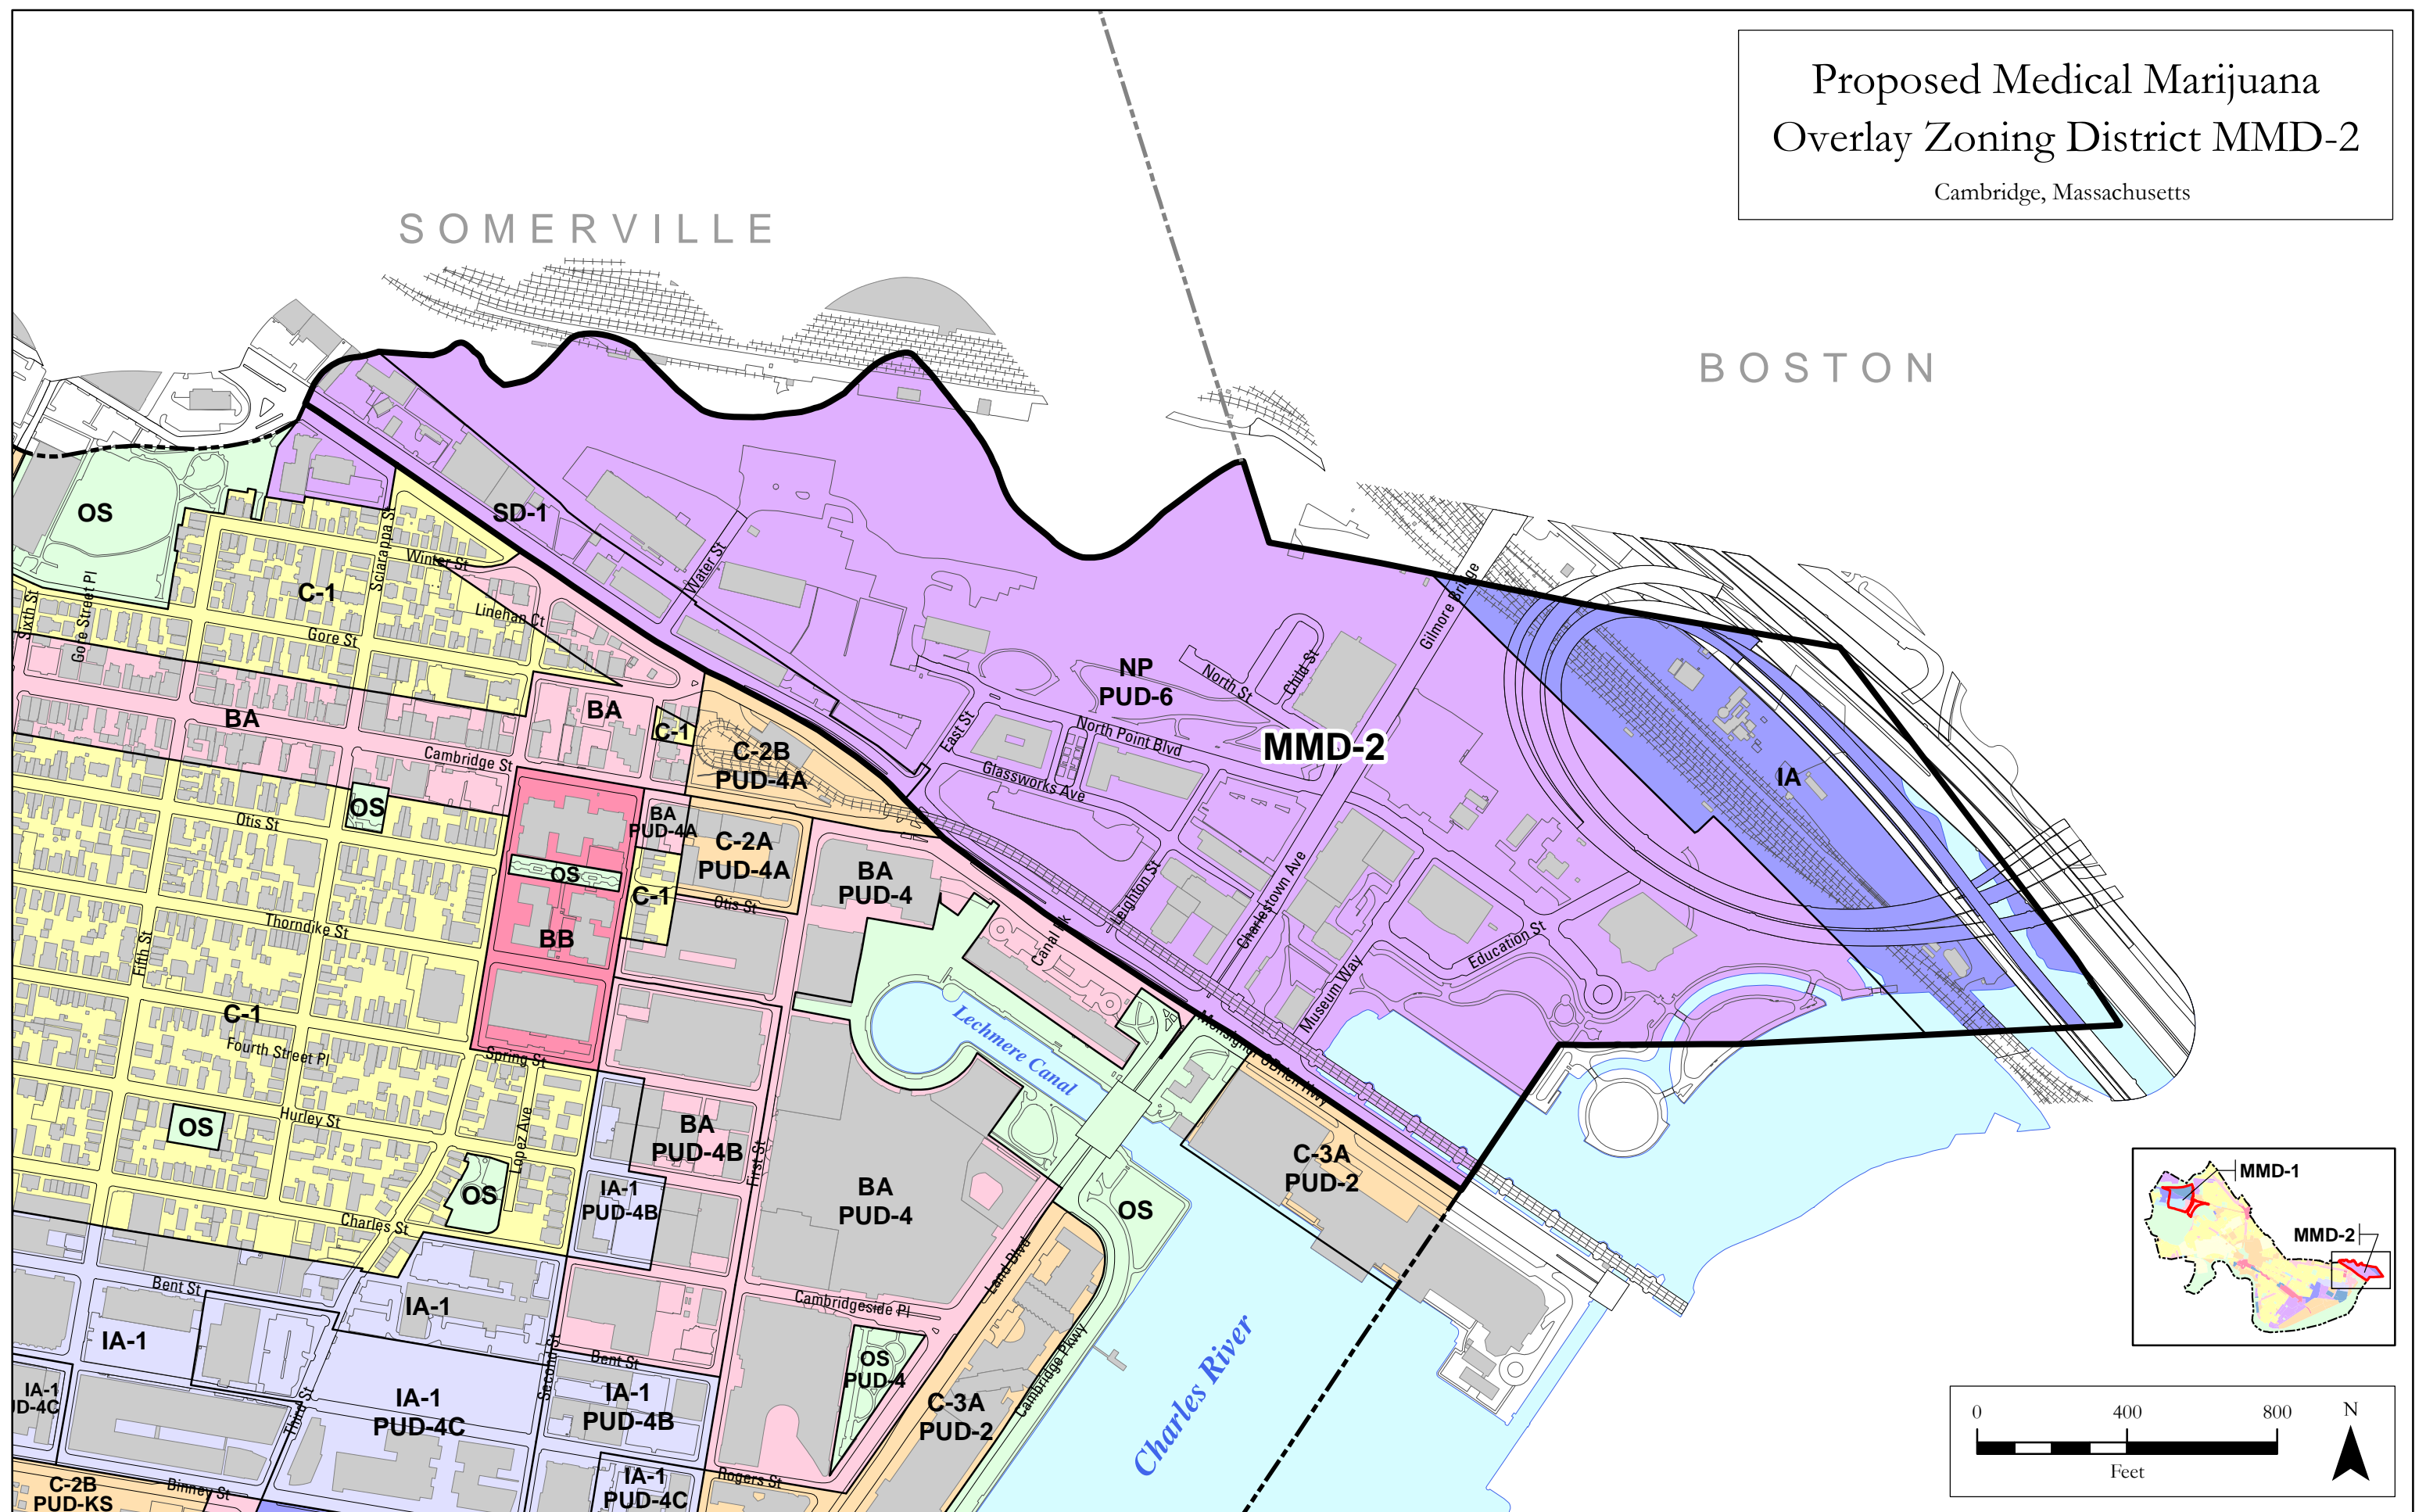 Proposed Medical Marijuana
Overlay Zoning District MMD-2
Cambridge, Massachusetts
SOMERVILLE
BOSTON
OS
SD-1
Sciarappa St
Winter St
Water St
Gilmore Bridge
C-1
Linehan Ct
Sixth St
Gore Street Pl
Gore St
NP
PUD-6
North St
Child St
BA
BA
C-1
East St
North Point Blvd
MMD-2
Cambridge St
C-2B
PUD-4A
Glassworks Ave
IA
OS
Otis St
BA
PUD-4A
C-2A
PUD-4A
BA
PUD-4
OS
C-1
Otis St
Leighton St
Charlestown Ave
Thorndike St
BB
Fifth St
Canal Pk
Education St
Museum Way
C-1
Fourth Street Pl
Spring St
Lechmere Canal
Monsignor O'Brien Hwy
Hurley St
OS
Lopez Ave
BA
PUD-4B
First St
C-3A
PUD-2
OS
IA-1
PUD-4B
BA
PUD-4
OS
Charles St
Land Blvd
MMD-1
MMD-2
Bent St
IA-1
Cambridgeside Pl
IA-1
Second St
Bent St
OS
PUD-4
Cambridge Pkwy
Charles River
IA-1
UD-4C
Third St
IA-1
PUD-4C
IA-1
PUD-4B
C-3A
PUD-2
0
400
800
N
Feet
C-2B
PUD-KS
Binney St
IA-1
PUD-4C
Rogers St